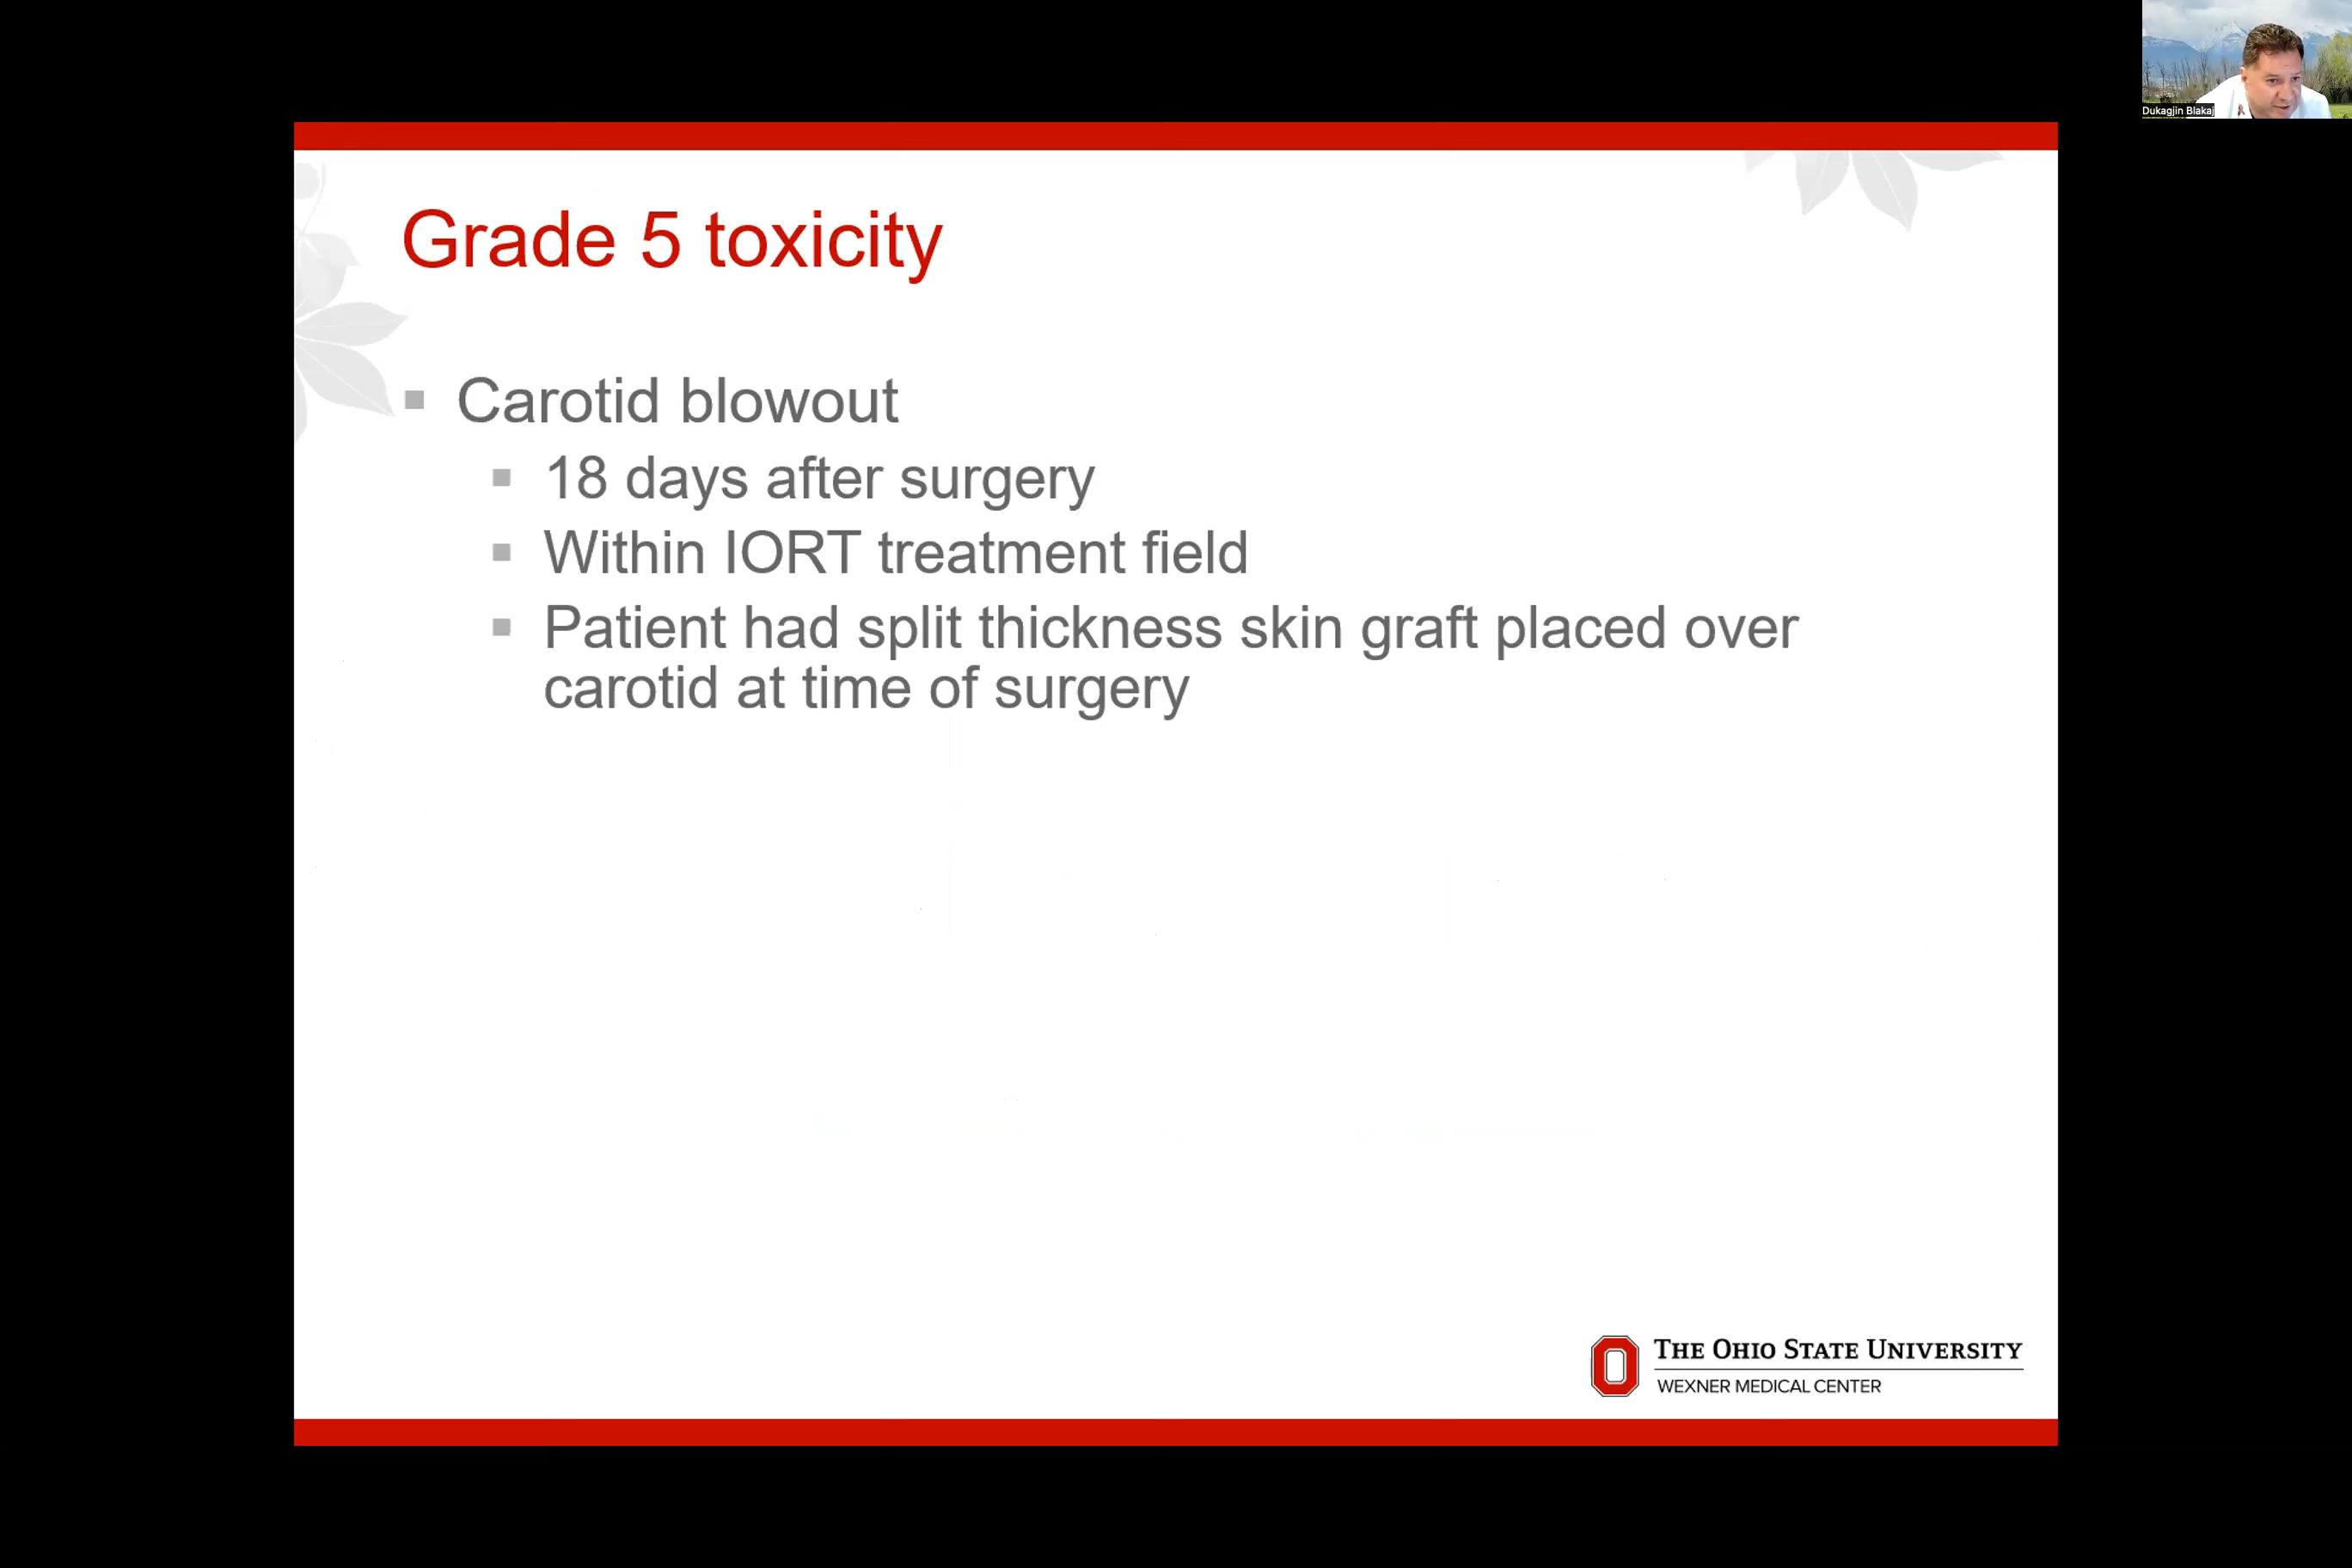 Dukagjin Blakaj
Grade 5 toxicity
Carotid blowout
18 days after surgery
Within IORT treatment field
Patient had split thickness skin graft placed over
carotid at time of surgery
THE OHIO STATE UNIVERSITY
WEXNER MEDICAL CENTER